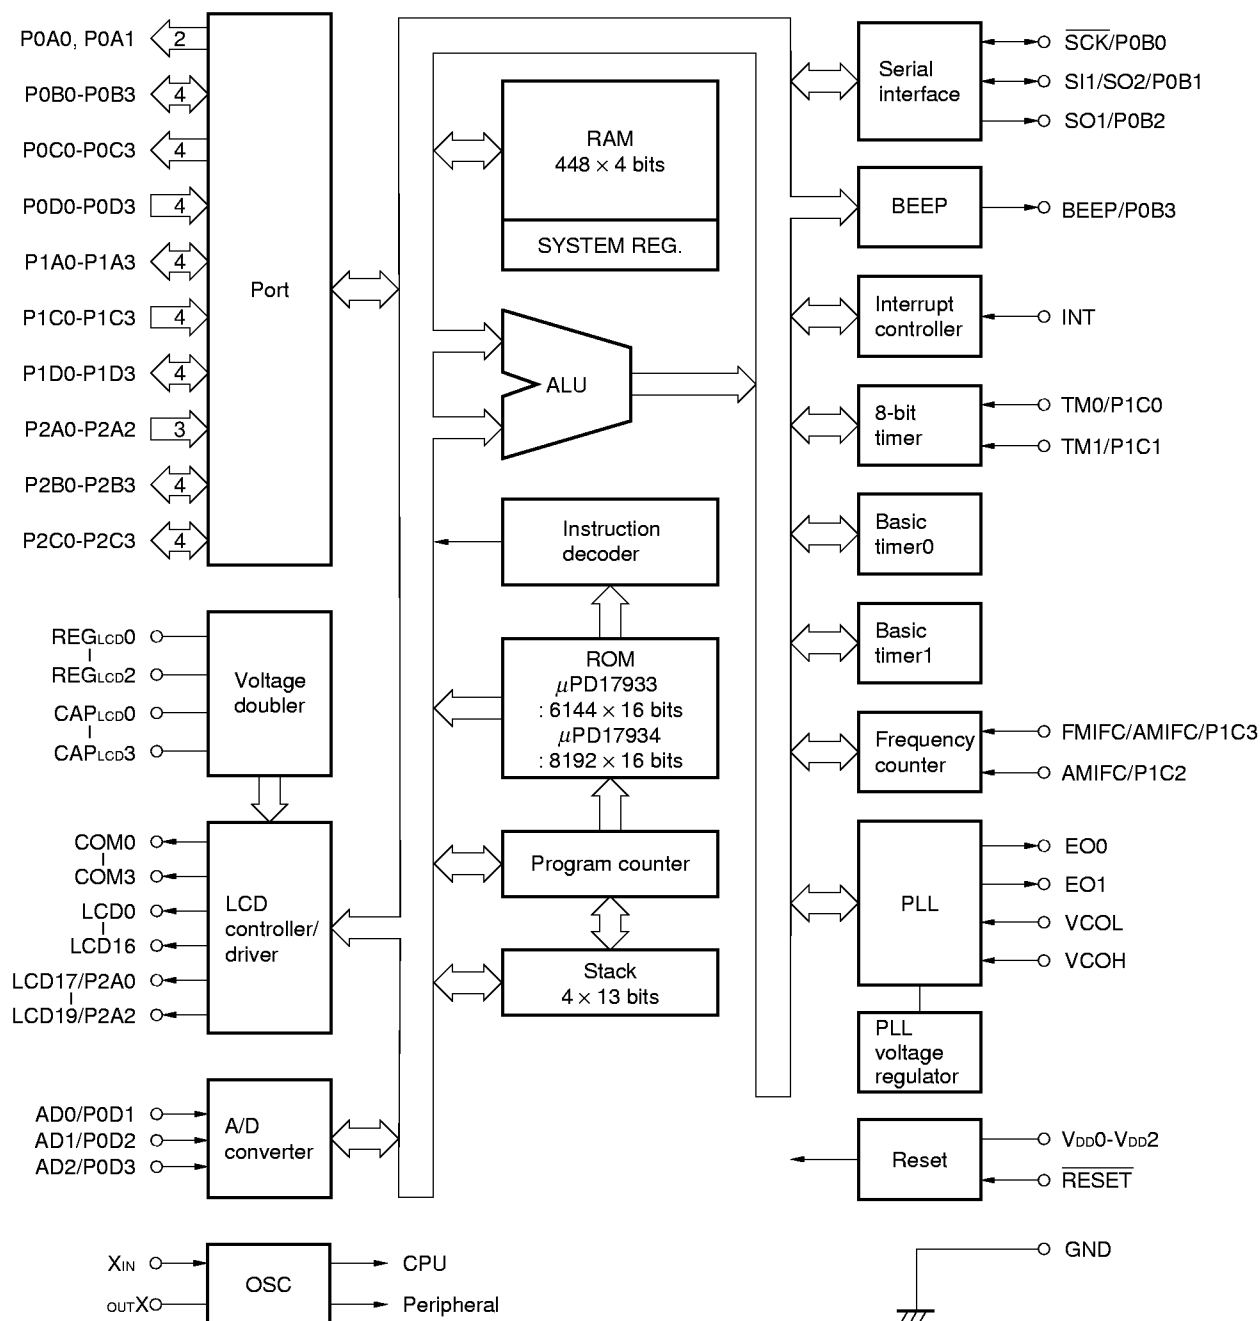 P0A0, P0A1
2
P0B0-P0B3
4
P0C0-P0C3
4
P0D0-P0D3
4
P1A0-P1A3
4
P1C0-P1C3
4
P1D0-P1D3
4
P2A0-P2A2
3
P2B0-P2B3
4
P2C0-P2C3
4
Port
REGLCD0
REGLCD2
CAPLCD0
CAPLCD3
Voltage
doubler
COM0
COM3
LCD0
LCD16
LCD17/P2A0
LCD19/P2A2
LCD
controller/
driver
AD0/P0D1
AD1/P0D2
AD2/P0D3
A/D
converter
XIN
OUTX
OSC
CPU
Peripheral
RAM
448 × 4 bits
SYSTEM REG.
ALU
Instruction
decoder
ROM
μPD17933
: 6144 × 16 bits
μPD17934
: 8192 × 16 bits
Program counter
Stack
4 × 13 bits
Serial
interface
SCK/P0B0
SI1/SO2/P0B1
SO1/P0B2
BEEP
BEEP/P0B3
Interrupt
controller
INT
8-bit
timer
TM0/P1C0
TM1/P1C1
Basic
timer0
Basic
timer1
Frequency
counter
FMIFC/AMIFC/P1C3
AMIFC/P1C2
PLL
EO0
EO1
VCOL
VCOH
PLL
voltage
regulator
Reset
VDD0-VDD2
RESET
GND